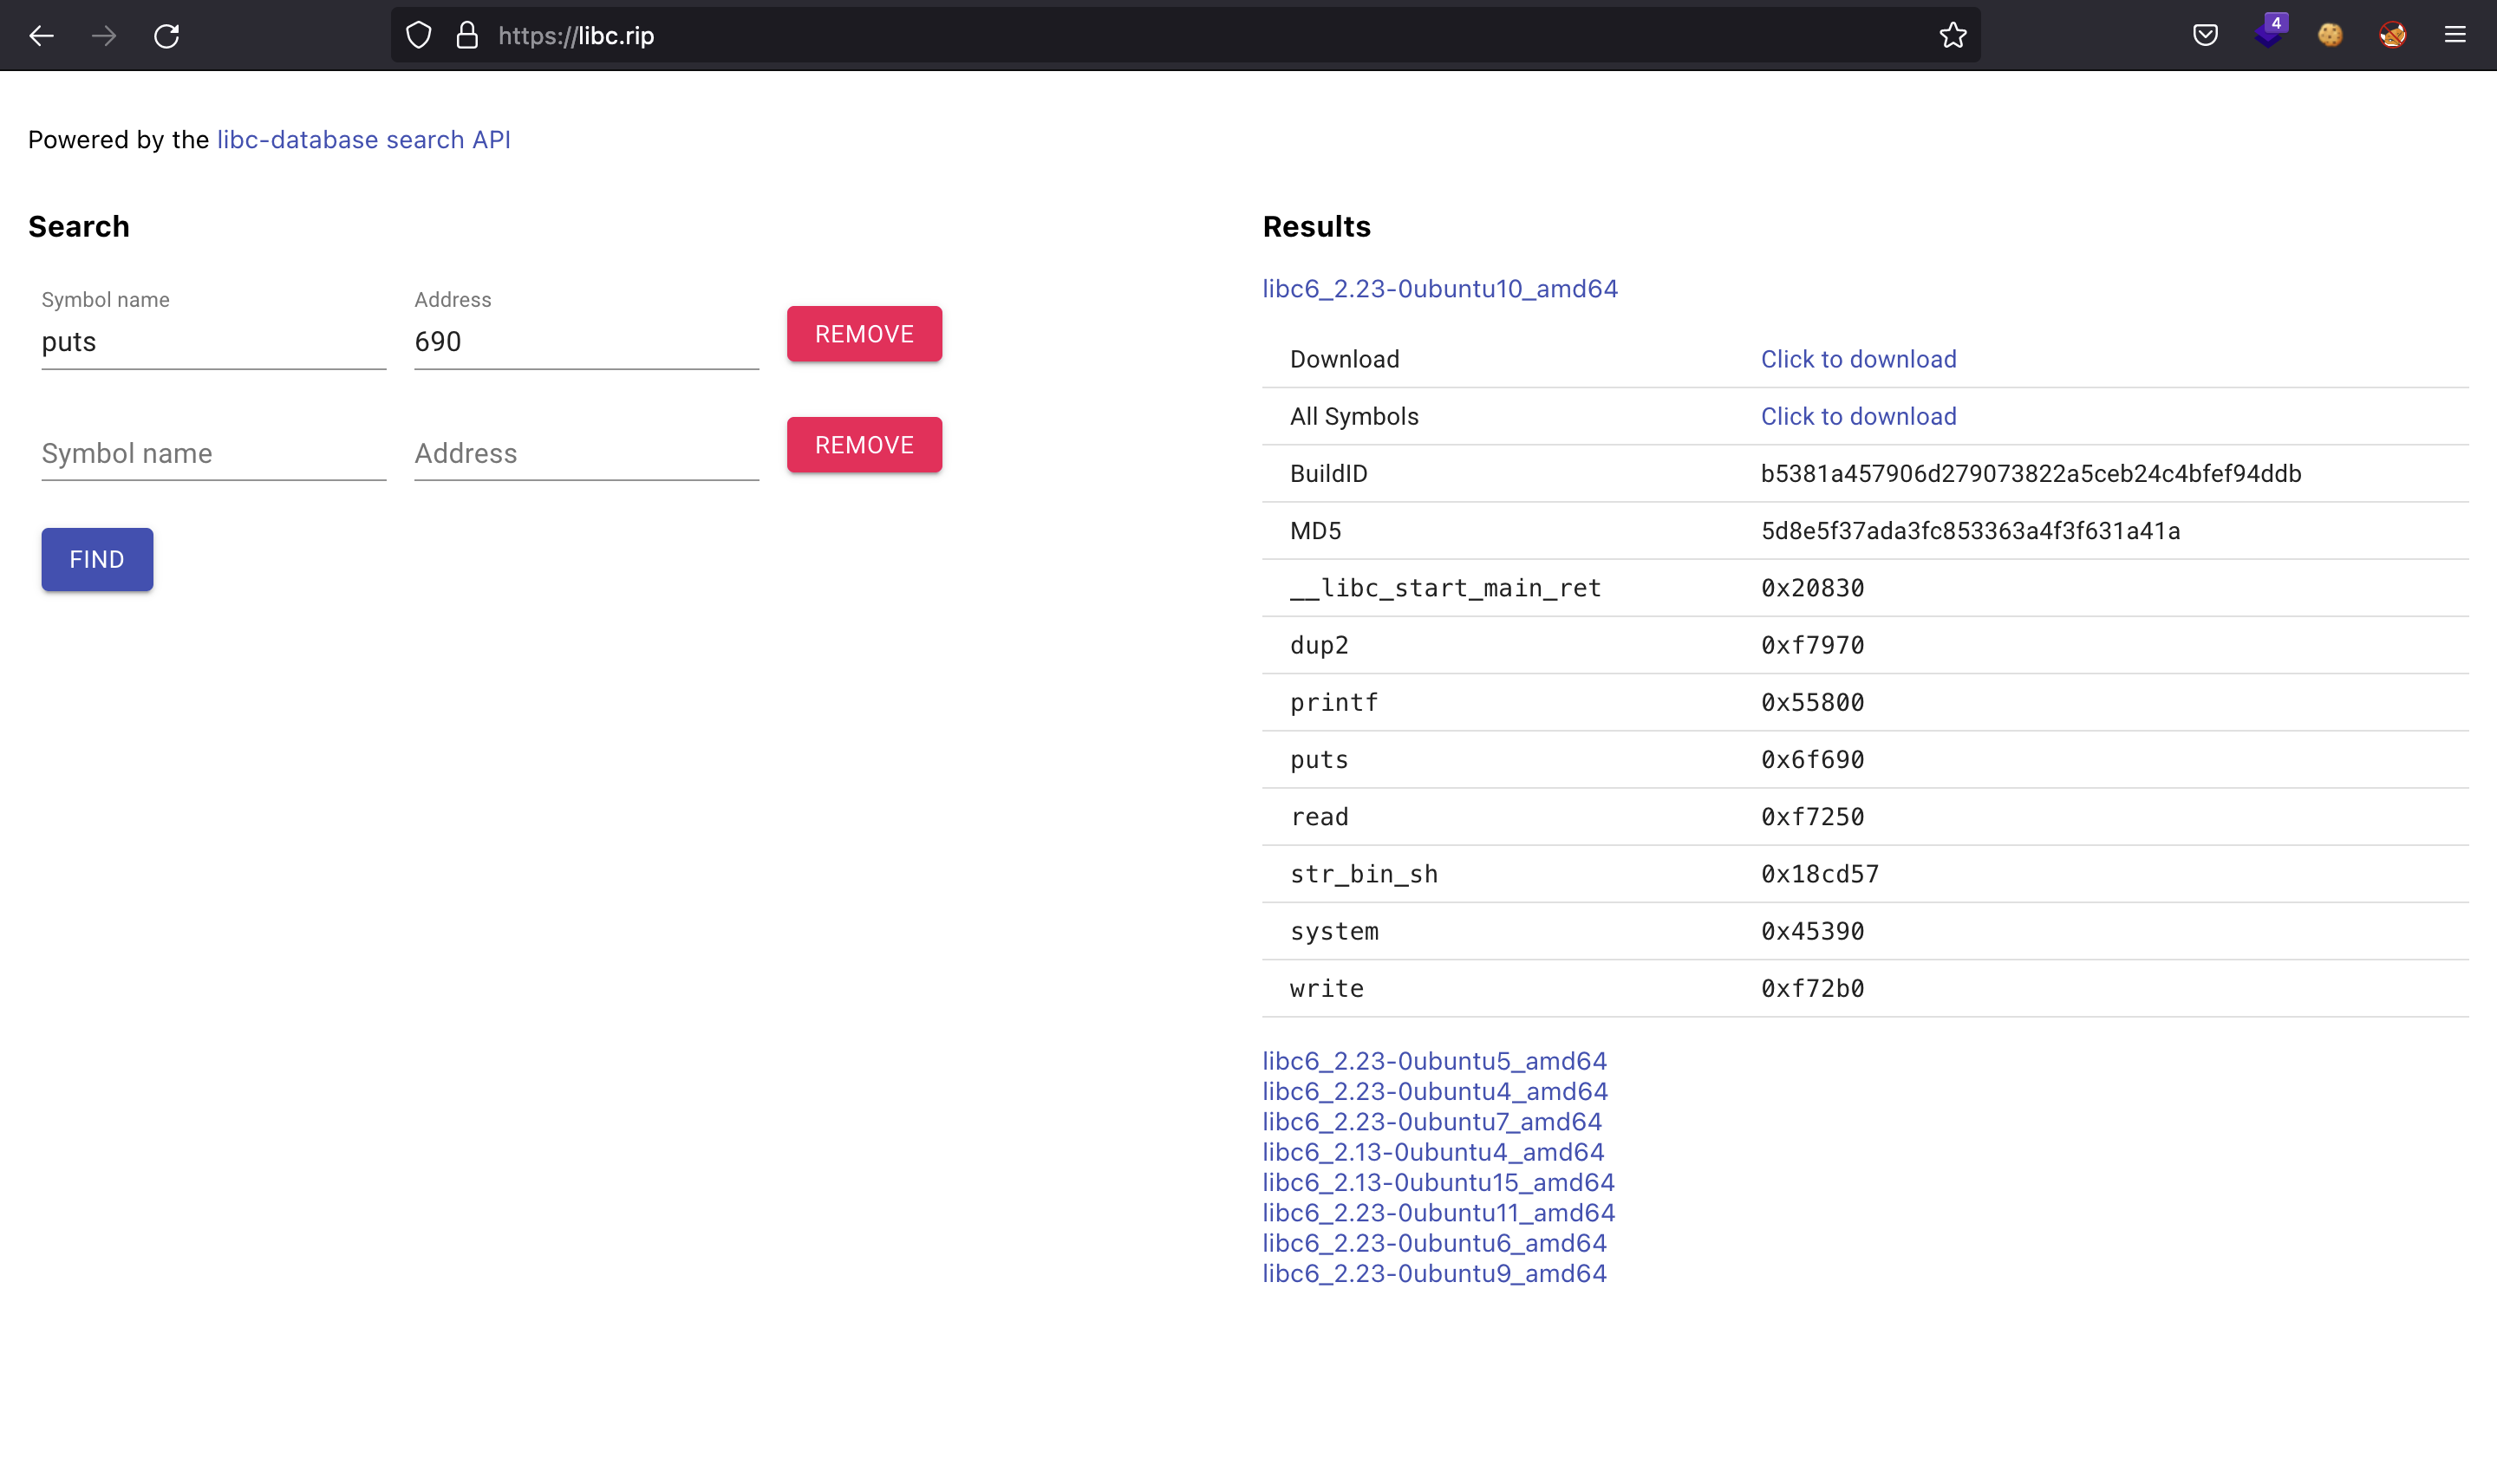 4
https://libc.rip
Powered by the libc-database search API
Search
Symbol name Address
puts 690 REMOVE
Symbol name Address REMOVE
FIND
Results
libc6_2.23-0ubuntu10_amd64
Download Click to download
All Symbols Click to download
BuildID b5381a457906d279073822a5ceb24c4bfef94ddb
MD5 5d8e5f37ada3fc853363a4f3f631a41a
__libc_start_main_ret 0x20830
dup2 0xf7970
printf 0x55800
puts 0x6f690
read 0xf7250
str_bin_sh 0x18cd57
system 0x45390
write 0xf72b0
libc6_2.23-0ubuntu5_amd64
libc6_2.23-0ubuntu4_amd64
libc6_2.23-0ubuntu7_amd64
libc6_2.13-0ubuntu4_amd64
libc6_2.13-0ubuntu15_amd64
libc6_2.23-0ubuntu11_amd64
libc6_2.23-0ubuntu6_amd64
libc6_2.23-0ubuntu9_amd64